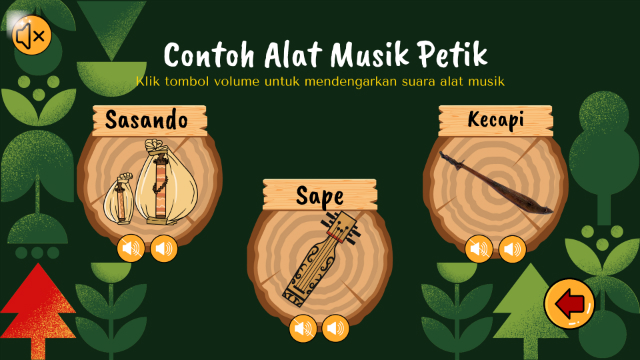 Contoh Alat Musik Petik
Klik tombol volume untuk mendengarkan suara alat musik
Sasando
Kecapi
Sape